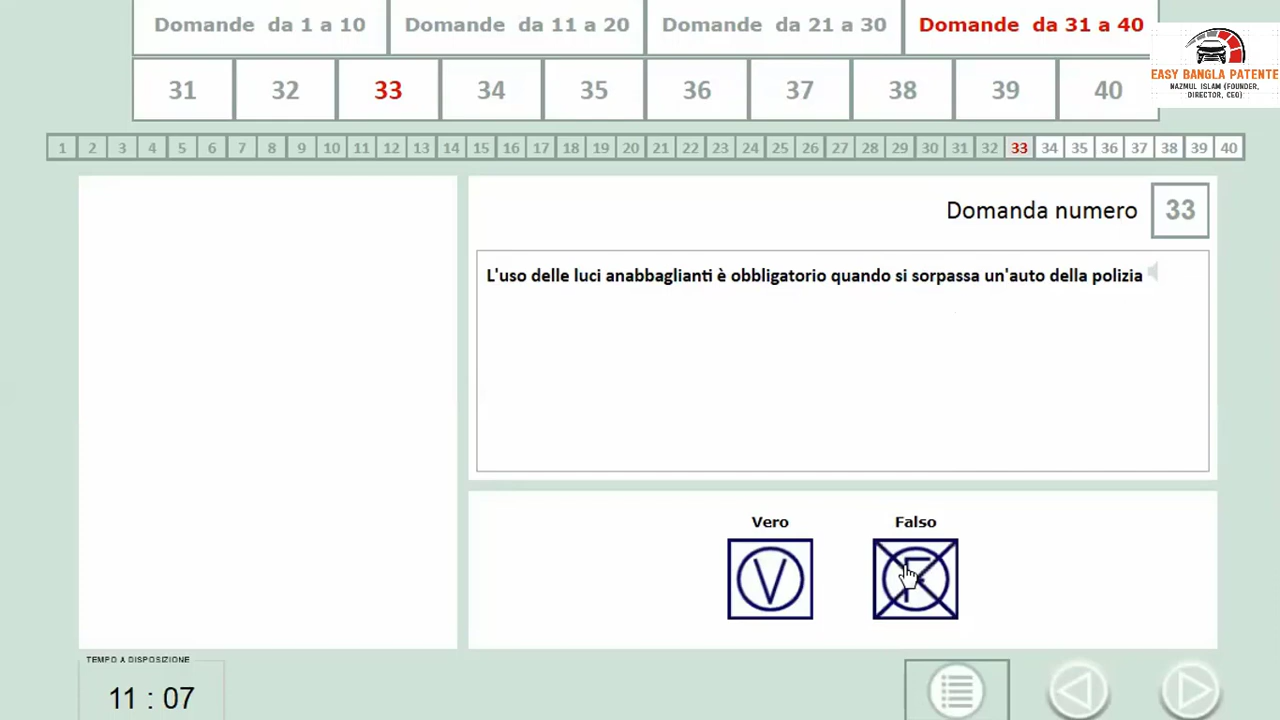 Domande da 1 a 10
Domande da 11 a 20
Domande da 21 a 30
Domande da 31 a 40
31 32 33 34 35 36 37 38 39 40
EASY BANGLA PATENTE
NAZMUL ISLAM (FOUNDER,
DIRECTOR, CEO)
1 2 3 4 5 6 7 8 9 10 11 12 13 14 15 16 17 18 19 20 21 22 23 24 25 26 27 28 29 30 31 32 33 34 35 36 37 38 39 40
Domanda numero 33
L'uso delle luci anabbaglianti è obbligatorio quando si sorpassa un'auto della polizia
Vero Falso
V F
TEMPO A DISPOSIZIONE
11 : 07